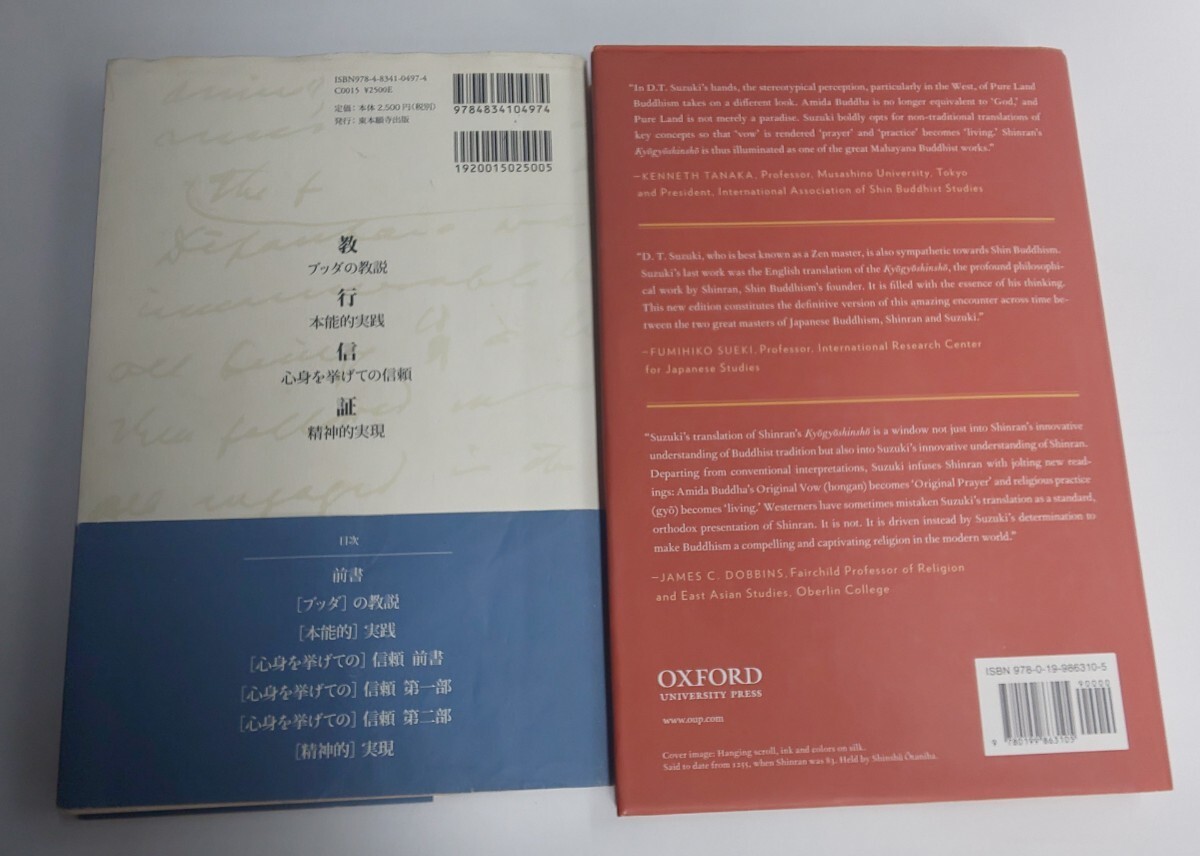 ISBN978-4-8341-0497-4
C0015 ¥2500E
定価：本体 2,500円(税別)
発行：東本願寺出版
9784834104974
1920015025005
教
ブッダの教説
行
本能的実践
信
心身を挙げての信頼
証
精神的実現
目次
前書
［ブッダ］の教説
［本能的］実践
［心身を挙げての］信頼 前書
［心身を挙げての］信頼 第一部
［心身を挙げての］信頼 第二部
［精神的］実現
“In D.T. Suzuki’s hands, the stereotypical perception, particularly in the West, of Pure Land
Buddhism takes on a different look. Amida Buddha is no longer equivalent to ‘God,’ and
Pure Land is not merely a paradise. Suzuki boldly opts for non-traditional translations of
key concepts so that ‘vow’ is rendered ‘prayer’ and ‘practice’ becomes ‘living.’ Shinran’s
Kyōgyōshinshō is thus illuminated as one of the great Mahayana Buddhist works.”
—KENNETH TANAKA, Professor, Musashino University, Tokyo
and President, International Association of Shin Buddhist Studies
“D. T. Suzuki, who is best known as a Zen master, is also sympathetic towards Shin Buddhism.
Suzuki’s last work was the English translation of the Kyōgyōshinshō, the profound philosophi-
cal work by Shinran, Shin Buddhism’s founder. It is filled with the essence of his thinking.
This new edition constitutes the definitive version of this amazing encounter across time be-
tween the two great masters of Japanese Buddhism, Shinran and Suzuki.”
—FUMIHIKO SUEKI, Professor, International Research Center
for Japanese Studies
“Suzuki’s translation of Shinran’s Kyōgyōshinshō is a window not just into Shinran’s innovative
understanding of Buddhist tradition but also into Suzuki’s innovative understanding of Shinran.
Departing from conventional interpretations, Suzuki infuses Shinran with jolting new read-
ings: Amida Buddha’s Original Vow (hongan) becomes ‘Original Prayer’ and religious practice
(gyō) becomes ‘living.’ Westerners have sometimes mistaken Suzuki’s translation as a standard,
orthodox presentation of Shinran. It is not. It is driven instead by Suzuki’s determination to
make Buddhism a compelling and captivating religion in the modern world.”
—JAMES C. DOBBINS, Fairchild Professor of Religion
and East Asian Studies, Oberlin College
OXFORD
UNIVERSITY PRESS
www.oup.com
Cover image: Hanging scroll, ink and colors on silk.
Said to date from 1255, when Shinran was 83. Held by Shinshū Ōtaniha.
ISBN 978-0-19-986310-5
90000
9 780199 863105